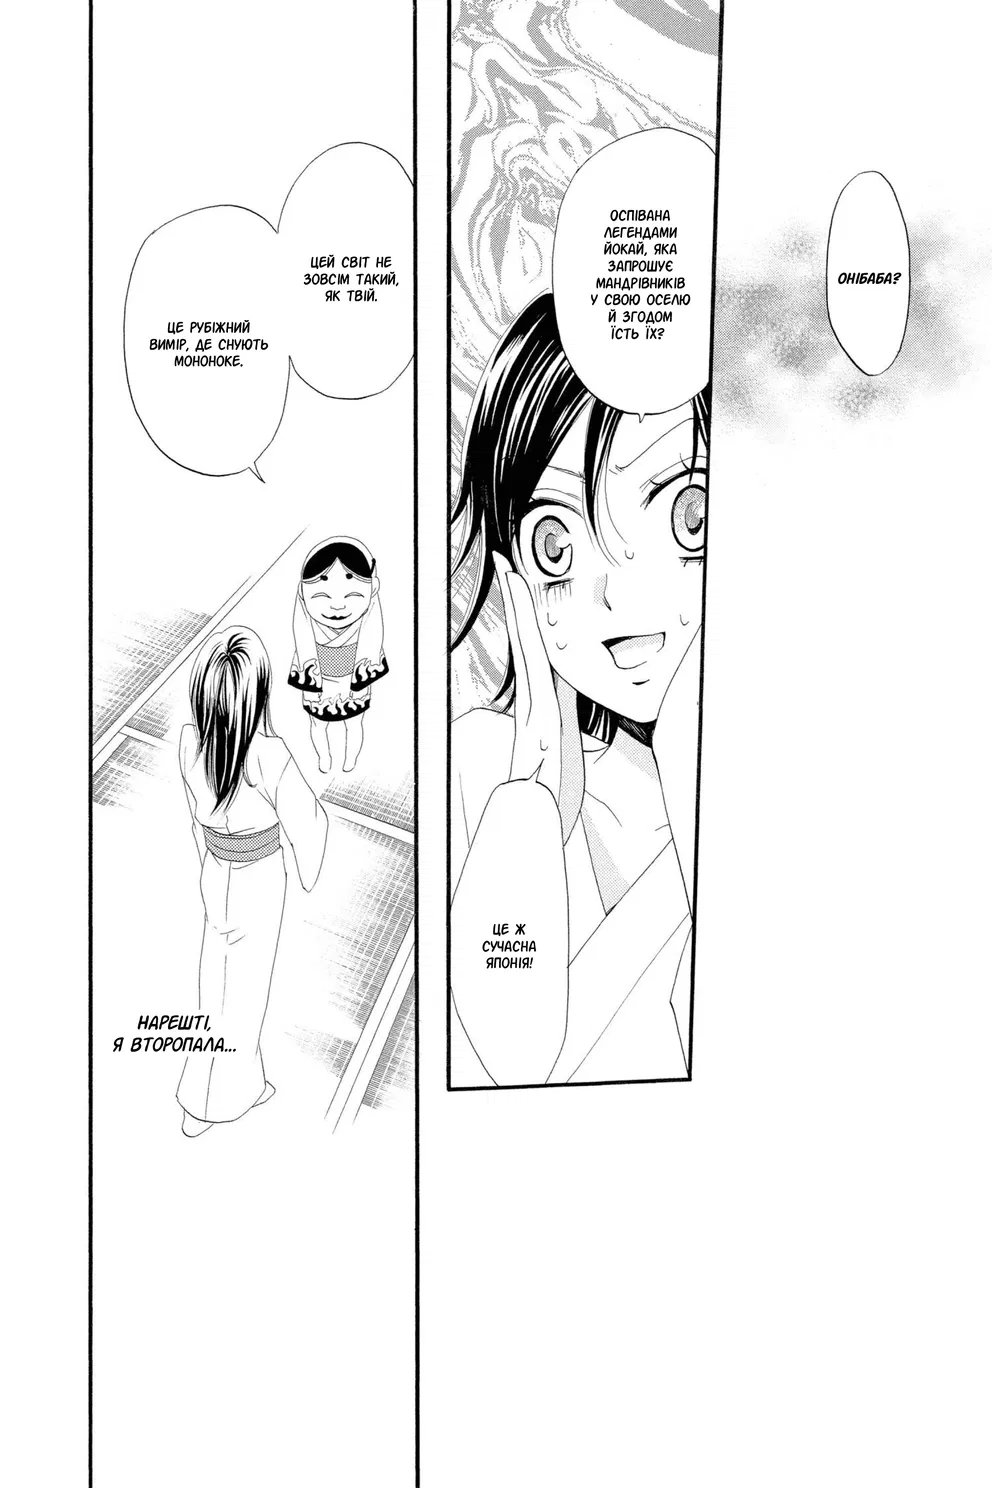 ОНІБАБА?
ОСПІВАНА
ЛЕГЕНДАМИ
ЙОКАЙ, ЯКА
ЗАПРОШУЄ
МАНДРІВНИКІВ
У СВОЮ ОСЕЛЮ
Й ЗГОДОМ
ЇСТЬ ЇХ?
ЦЕ Ж
СУЧАСНА
ЯПОНІЯ!
ЦЕЙ СВІТ НЕ
ЗОВСІМ ТАКИЙ,
ЯК ТВІЙ.
ЦЕ РУБІЖНИЙ
ВИМІР, ДЕ СНУЮТЬ
МОНОНОКЕ.
НАРЕШТІ,
Я ВТОРОПАЛА...